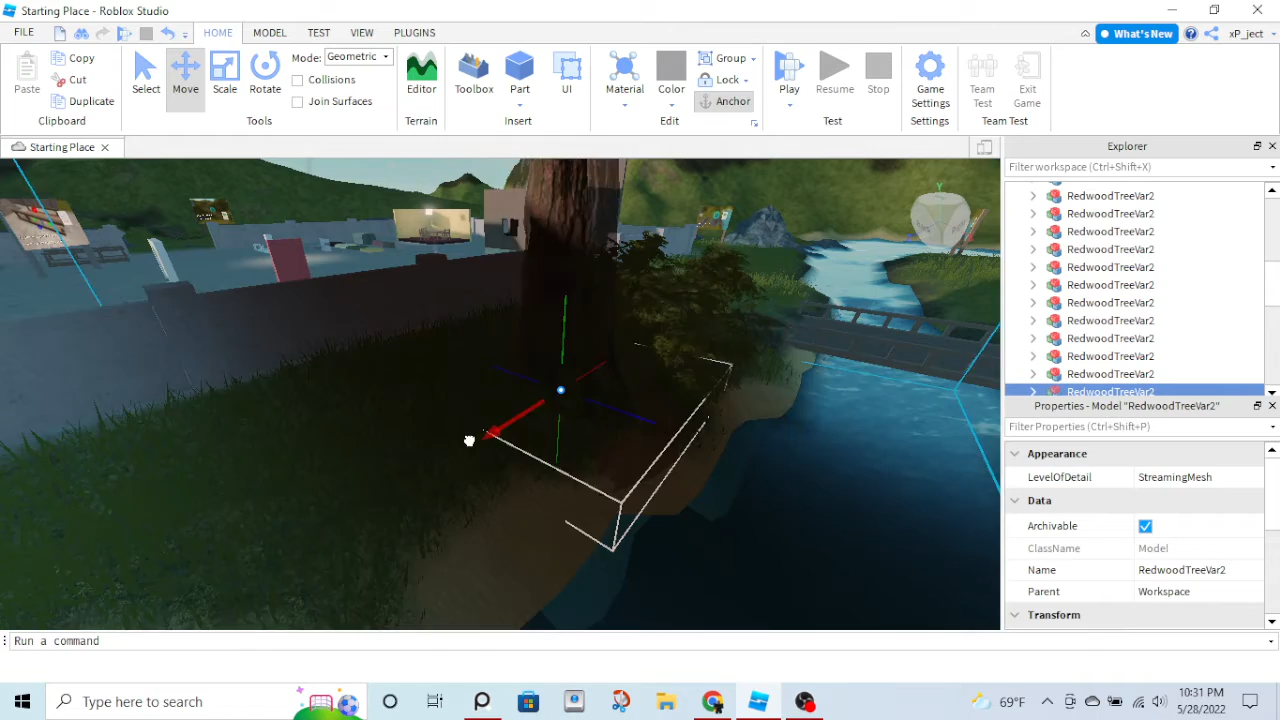 Starting Place - Roblox Studio
FILE
HOME
MODEL
TEST
VIEW
PLUGINS
What's New
xP_ject
Paste
Copy
Cut
Duplicate
Clipboard
Select
Move
Scale
Rotate
Mode:
Geometric
Collisions
Join Surfaces
Tools
Editor
Terrain
Toolbox
Part
UI
Insert
Material
Color
Group
Lock
Anchor
Edit
Play
Resume
Stop
Test
Game
Settings
Settings
Team
Test
Exit
Game
Team Test
Starting Place
Explorer
Filter workspace (Ctrl+Shift+X)
RedwoodTreeVar2
RedwoodTreeVar2
RedwoodTreeVar2
RedwoodTreeVar2
RedwoodTreeVar2
RedwoodTreeVar2
RedwoodTreeVar2
RedwoodTreeVar2
RedwoodTreeVar2
RedwoodTreeVar2
RedwoodTreeVar2
RedwoodTreeVar2
Properties - Model "RedwoodTreeVar2"
Filter Properties (Ctrl+Shift+P)
Appearance
LevelOfDetail StreamingMesh
Data
Archivable
ClassName Model
Name RedwoodTreeVar2
Parent Workspace
Transform
Y
Run a command
Type here to search
69°F
10:31 PM
5/28/2022